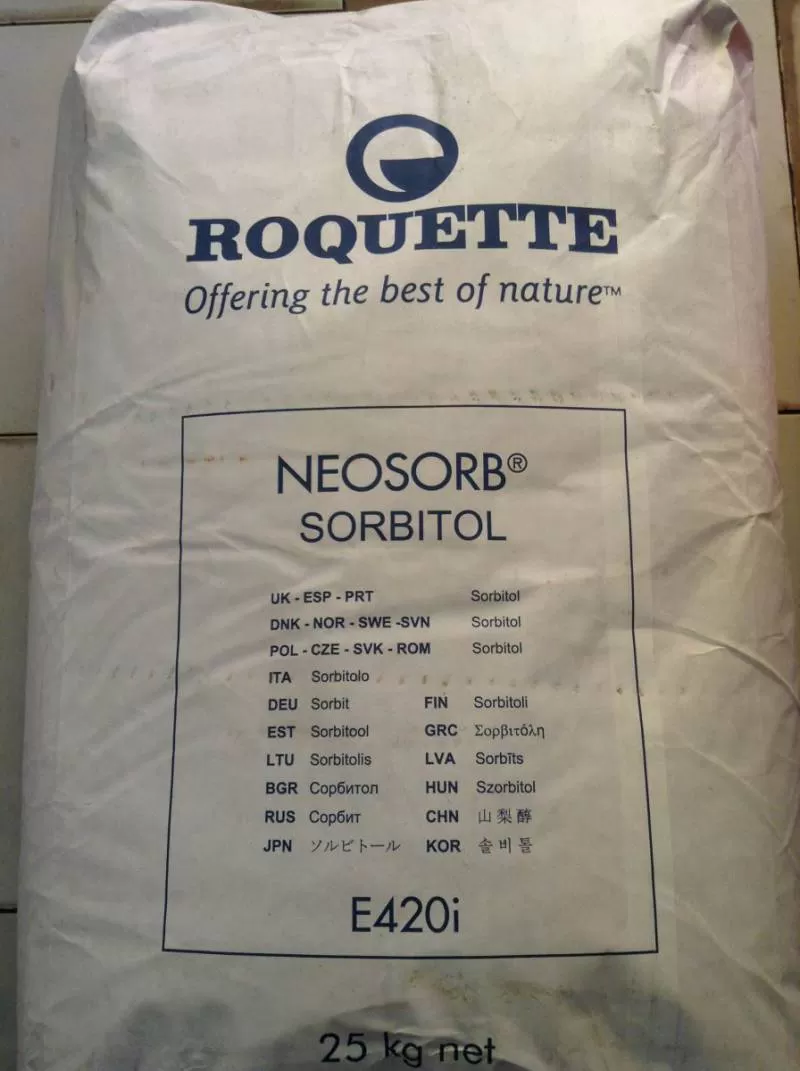 ROQUETTE
Offering the best of nature™
NEOSORB®
SORBITOL
UK - ESP - PRT Sorbitol
DNK - NOR - SWE -SVN Sorbitol
POL - CZE - SVK - ROM Sorbitol
ITA Sorbitolo
DEU Sorbit FIN Sorbitoli
EST Sorbitool GRC Σορβιτόλη
LTU Sorbitolis LVA Sorbīts
BGR Сорбитол HUN Szorbitol
RUS Сорбит CHN 山梨醇
JPN ソルビトール KOR 솔비톨
E420i
25 kg net